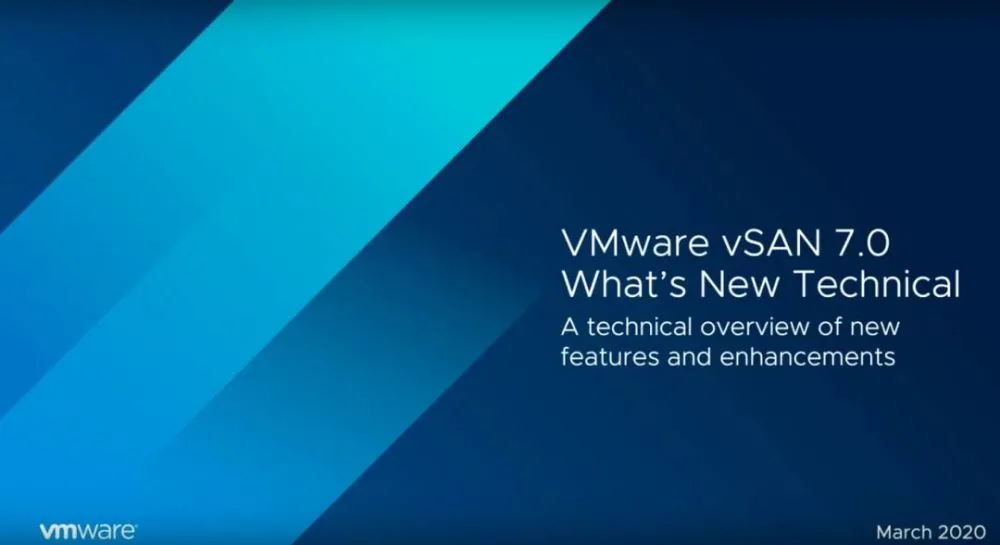 VMware vSAN 7.0
What's New Technical
A technical overview of new
features and enhancements
vmware
March 2020